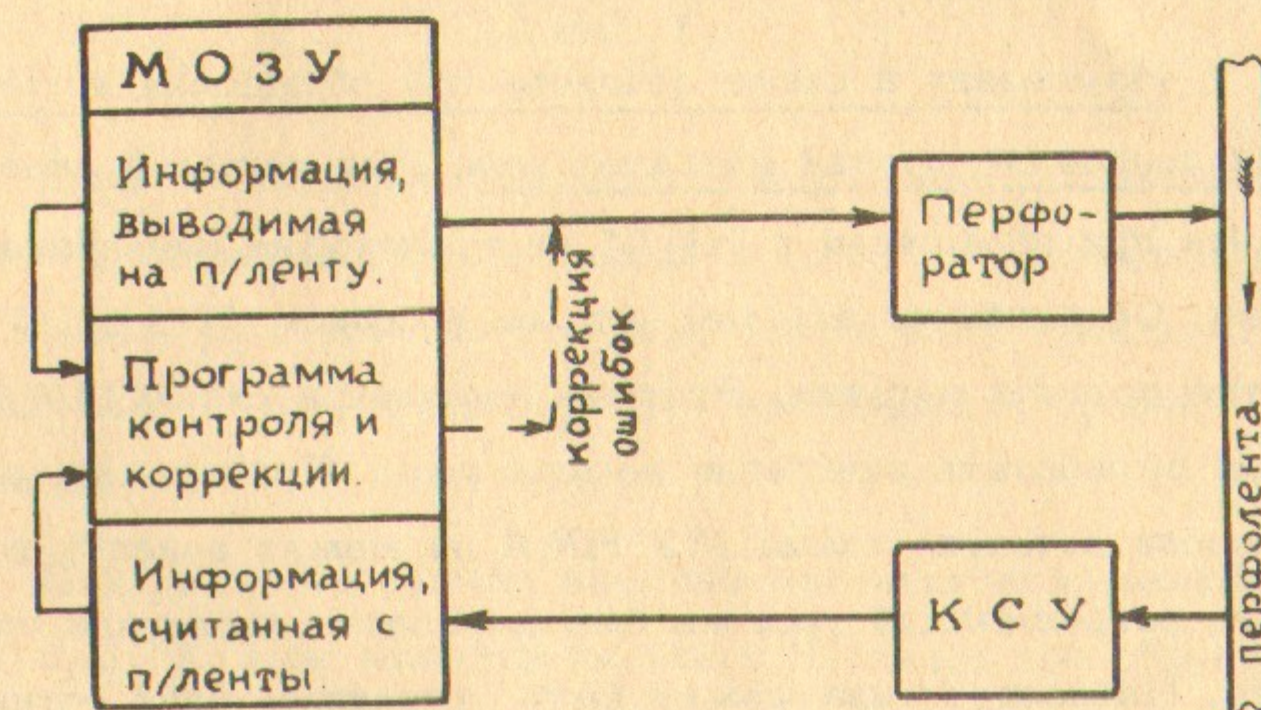 МОЗУ
Информация,
выводимая
на п/ленту.
Программа
контроля и
коррекции.
Информация,
считанная с
п/ленты
коррекция
ошибок
Перфо-
ратор
КСУ
перфолента